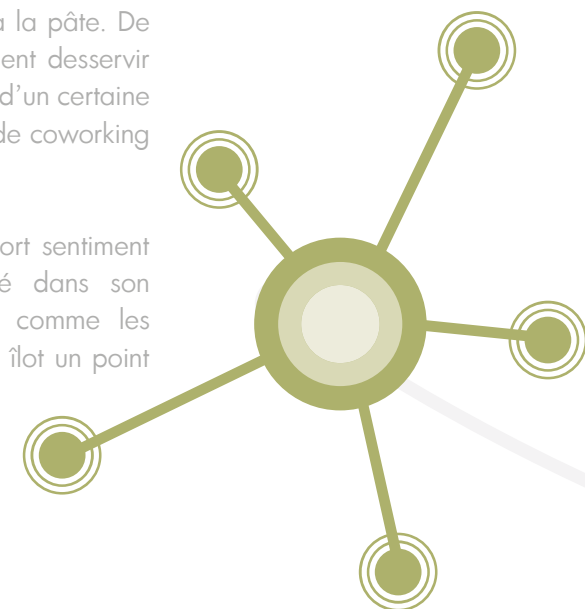 la pâte. De
ent desservir
d’un certaine
de coworking
ort sentiment
é dans son
comme les
îlot un point